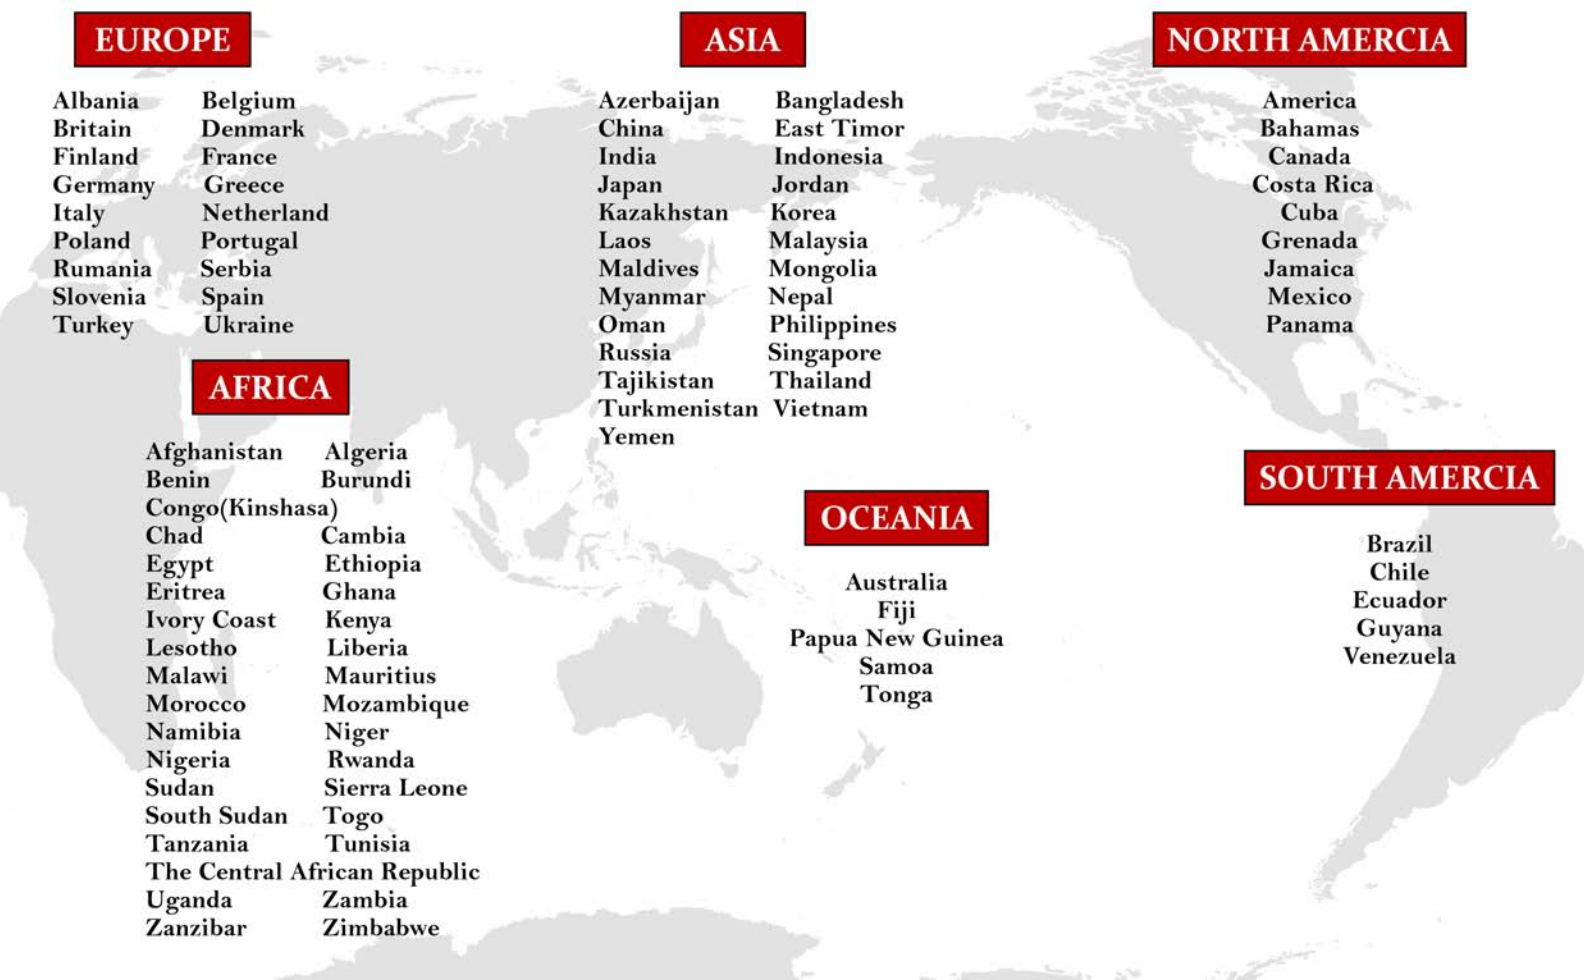 EUROPE
Albania Belgium
Britain Denmark
Finland France
Germany Greece
Italy Netherland
Poland Portugal
Rumania Serbia
Slovenia Spain
Turkey Ukraine
AFRICA
Afghanistan Algeria
Benin Burundi
Congo(Kinshasa)
Chad Cambia
Egypt Ethiopia
Eritrea Ghana
Ivory Coast Kenya
Lesotho Liberia
Malawi Mauritius
Morocco Mozambique
Namibia Niger
Nigeria Rwanda
Sudan Sierra Leone
South Sudan Togo
Tanzania Tunisia
The Central African Republic
Uganda Zambia
Zanzibar Zimbabwe
ASIA
Azerbaijan Bangladesh
China East Timor
India Indonesia
Japan Jordan
Kazakhstan Korea
Laos Malaysia
Maldives Mongolia
Myanmar Nepal
Oman Philippines
Russia Singapore
Tajikistan Thailand
Turkmenistan Vietnam
Yemen
OCEANIA
Australia
Fiji
Papua New Guinea
Samoa
Tonga
NORTH AMERCIA
America
Bahamas
Canada
Costa Rica
Cuba
Grenada
Jamaica
Mexico
Panama
SOUTH AMERCIA
Brazil
Chile
Ecuador
Guyana
Venezuela